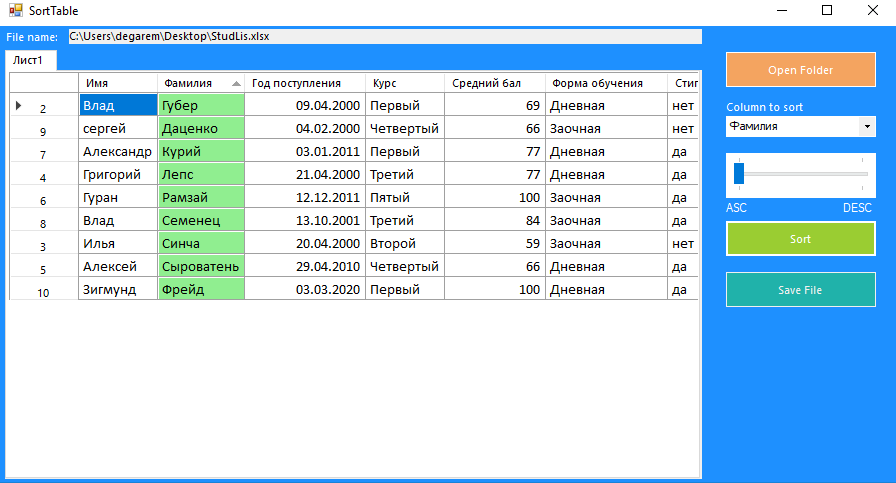 SortTable
File name: C:\Users\degarem\Desktop\StudLis.xlsx
Лист1
Имя Фамилия Год поступления Курс Средний бал Форма обучения Стип
2 Влад Губер 09.04.2000 Первый 69 Дневная нет
9 сергей Даценко 04.02.2000 Четвертый 66 Заочная нет
7 Александр Курий 03.01.2011 Первый 77 Дневная да
4 Григорий Лепс 21.04.2000 Третий 77 Дневная да
6 Гуран Рамзай 12.12.2011 Пятый 100 Заочная да
8 Влад Семенец 13.10.2001 Третий 84 Заочная да
3 Илья Синча 20.04.2000 Второй 59 Заочная нет
5 Алексей Сыроватень 29.04.2010 Четвертый 66 Дневная да
10 Зигмунд Фрейд 03.03.2020 Первый 100 Дневная да
Open Folder
Column to sort
Фамилия
ASC DESC
Sort
Save File